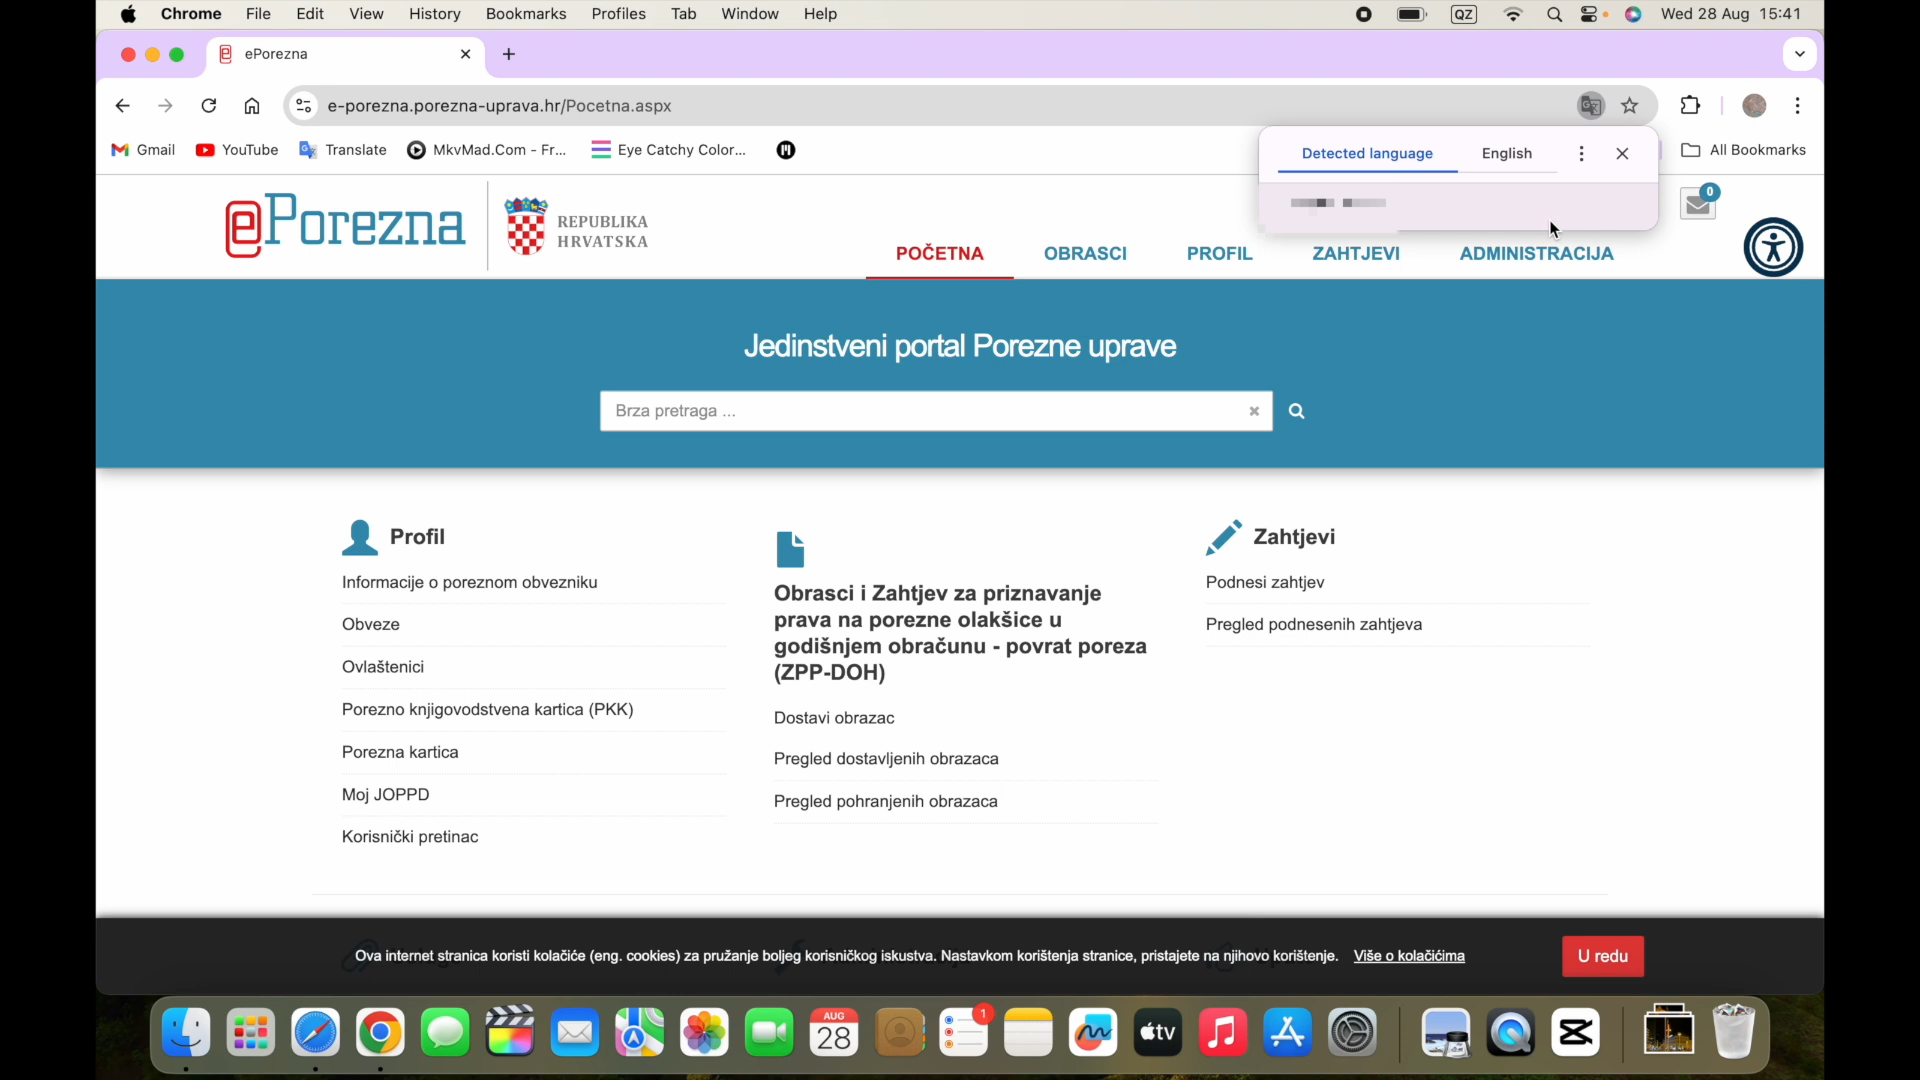 Chrome File Edit View History Bookmarks Profiles Tab Window Help QZ Wed 28 Aug 15:41
ePorezna
e-porezna.porezna-uprava.hr/Pocetna.aspx
Gmail YouTube Translate MkvMad.Com - Fr... Eye Catchy Color... All Bookmarks
Detected language English
ePorezna
REPUBLIKA
HRVATSKA
0
POČETNA OBRASCI PROFIL ZAHTJEVI ADMINISTRACIJA
Jedinstveni portal Porezne uprave
Brza pretraga ...
Profil
Informacije o poreznom obvezniku
Obveze
Ovlaštenici
Porezno knjigovodstvena kartica (PKK)
Porezna kartica
Moj JOPPD
Korisnički pretinac
Obrasci i Zahtjev za priznavanje
prava na porezne olakšice u
godišnjem obračunu - povrat poreza
(ZPP-DOH)
Dostavi obrazac
Pregled dostavljenih obrazaca
Pregled pohranjenih obrazaca
Zahtjevi
Podnesi zahtjev
Pregled podnesenih zahtjeva
Ova internet stranica koristi kolačiće (eng. cookies) za pružanje boljeg korisničkog iskustva. Nastavkom korištenja stranice, pristajete na njihovo korištenje. Više o kolačićima
U redu
AUG
28
1
tv